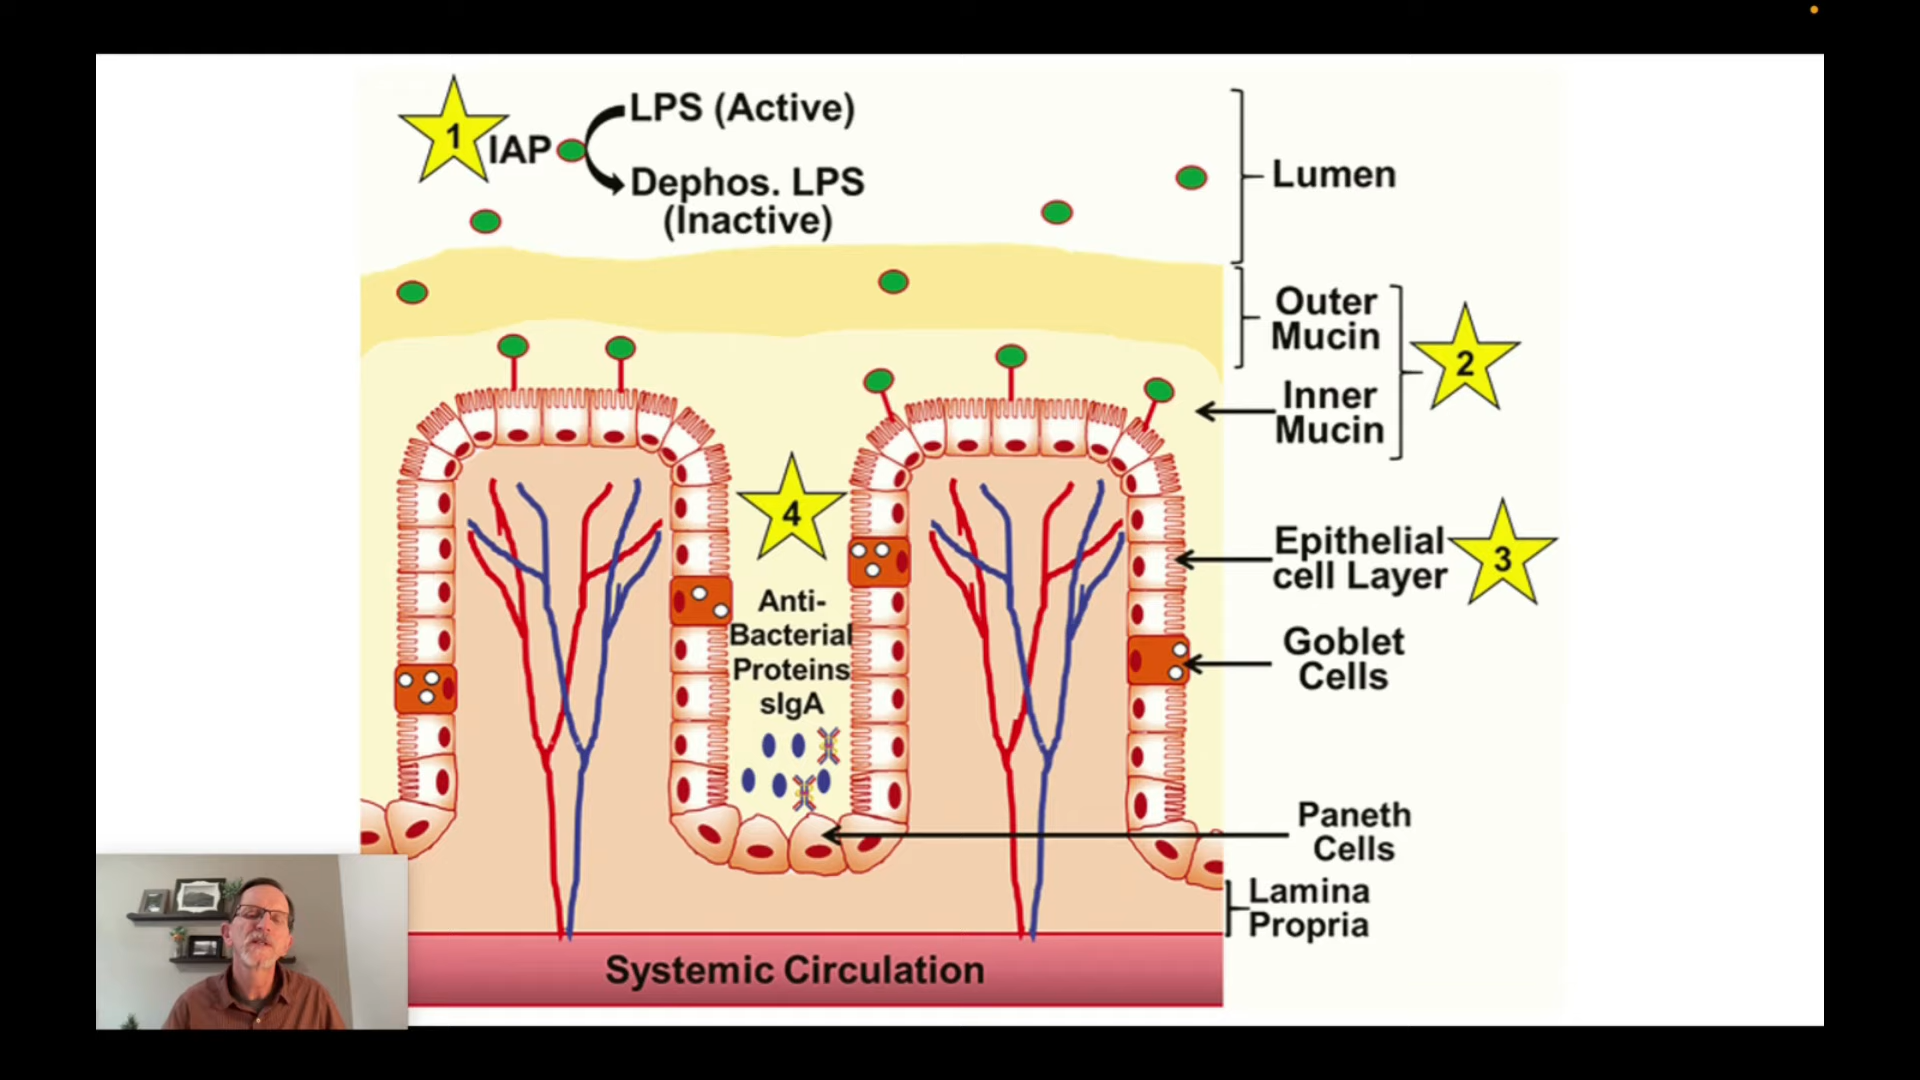 1
IAP
LPS (Active)
Dephos. LPS
(Inactive)
Lumen
Outer
Mucin
2
Inner
Mucin
4
Anti-
Bacterial
Proteins
sIgA
Epithelial
cell Layer
3
Goblet
Cells
Paneth
Cells
Lamina
Propria
Systemic Circulation